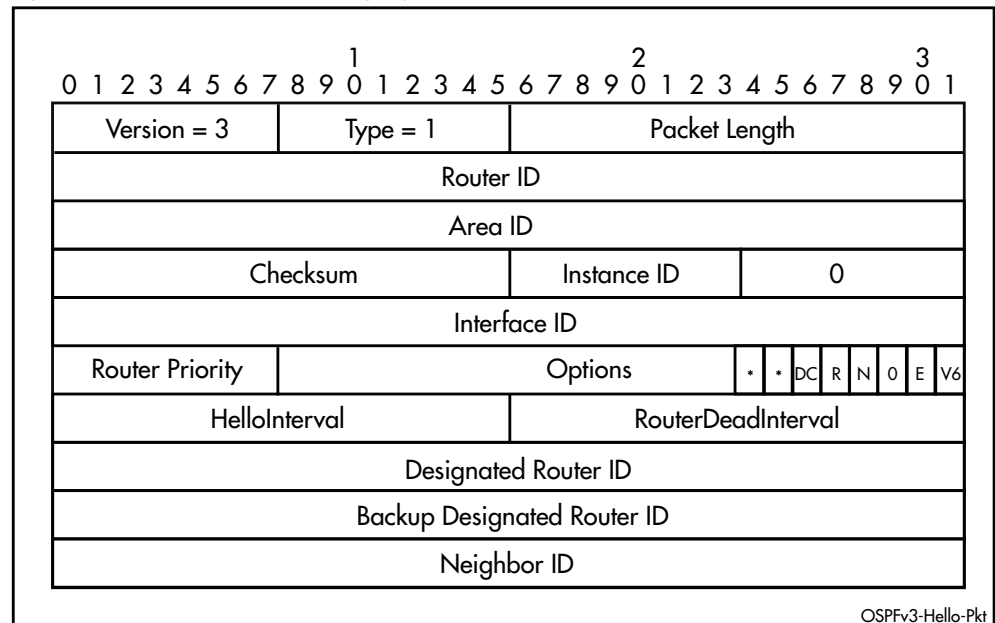 1 2 3
0 1 2 3 4 5 6 7 8 9 0 1 2 3 4 5 6 7 8 9 0 1 2 3 4 5 6 7 8 9 0 1
Version = 3 Type = 1 Packet Length
Router ID
Area ID
Checksum Instance ID 0
Interface ID
Router Priority Options * * DC R N 0 E V6
HelloInterval RouterDeadInterval
Designated Router ID
Backup Designated Router ID
Neighbor ID
OSPFv3-Hello-Pkt